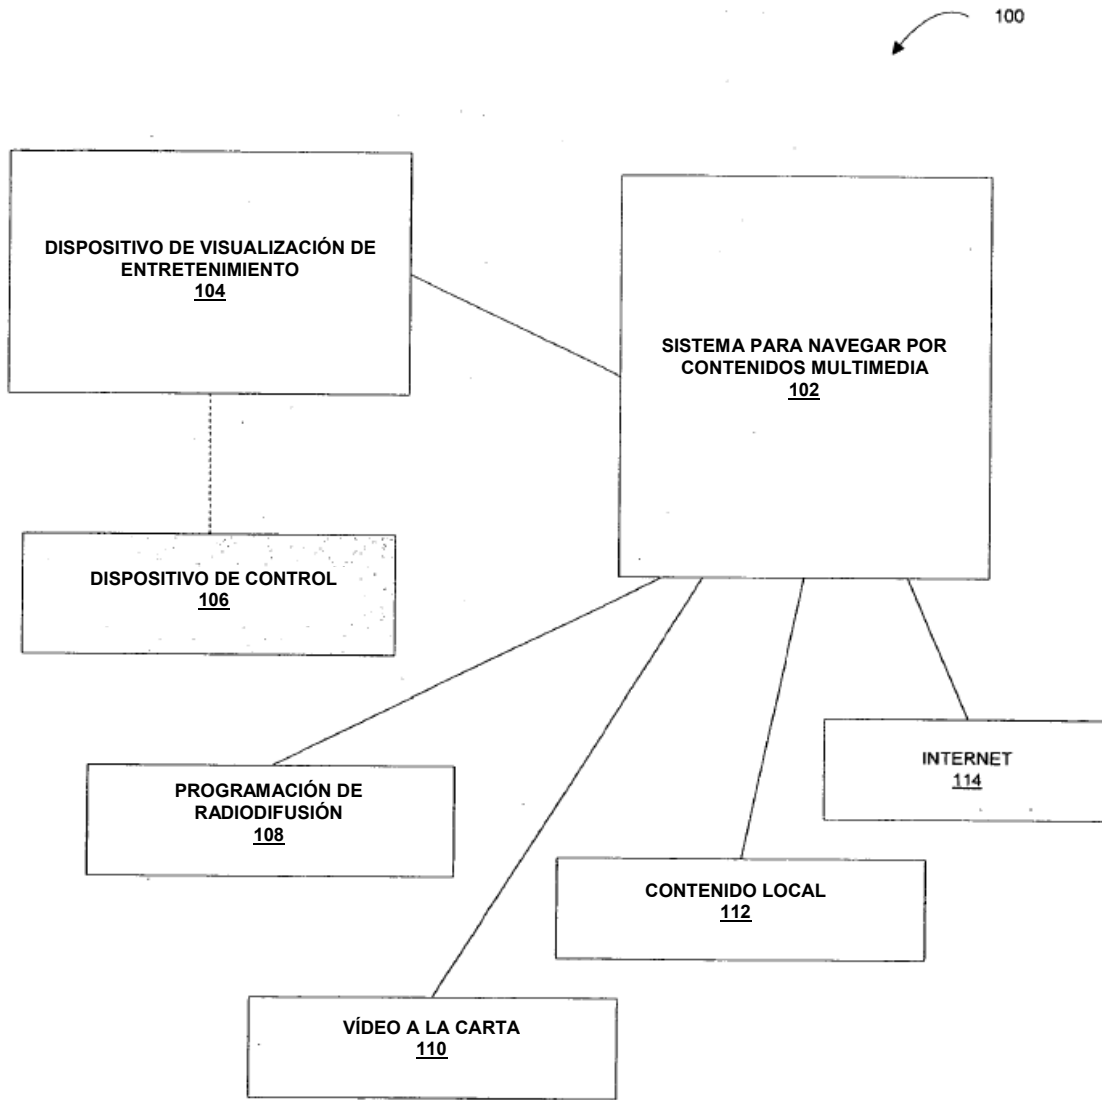 100
DISPOSITIVO DE VISUALIZACIÓN DE
ENTRETENIMIENTO
104
SISTEMA PARA NAVEGAR POR
CONTENIDOS MULTIMEDIA
102
DISPOSITIVO DE CONTROL
106
PROGRAMACIÓN DE
RADIODIFUSIÓN
108
INTERNET
114
CONTENIDO LOCAL
112
VÍDEO A LA CARTA
110